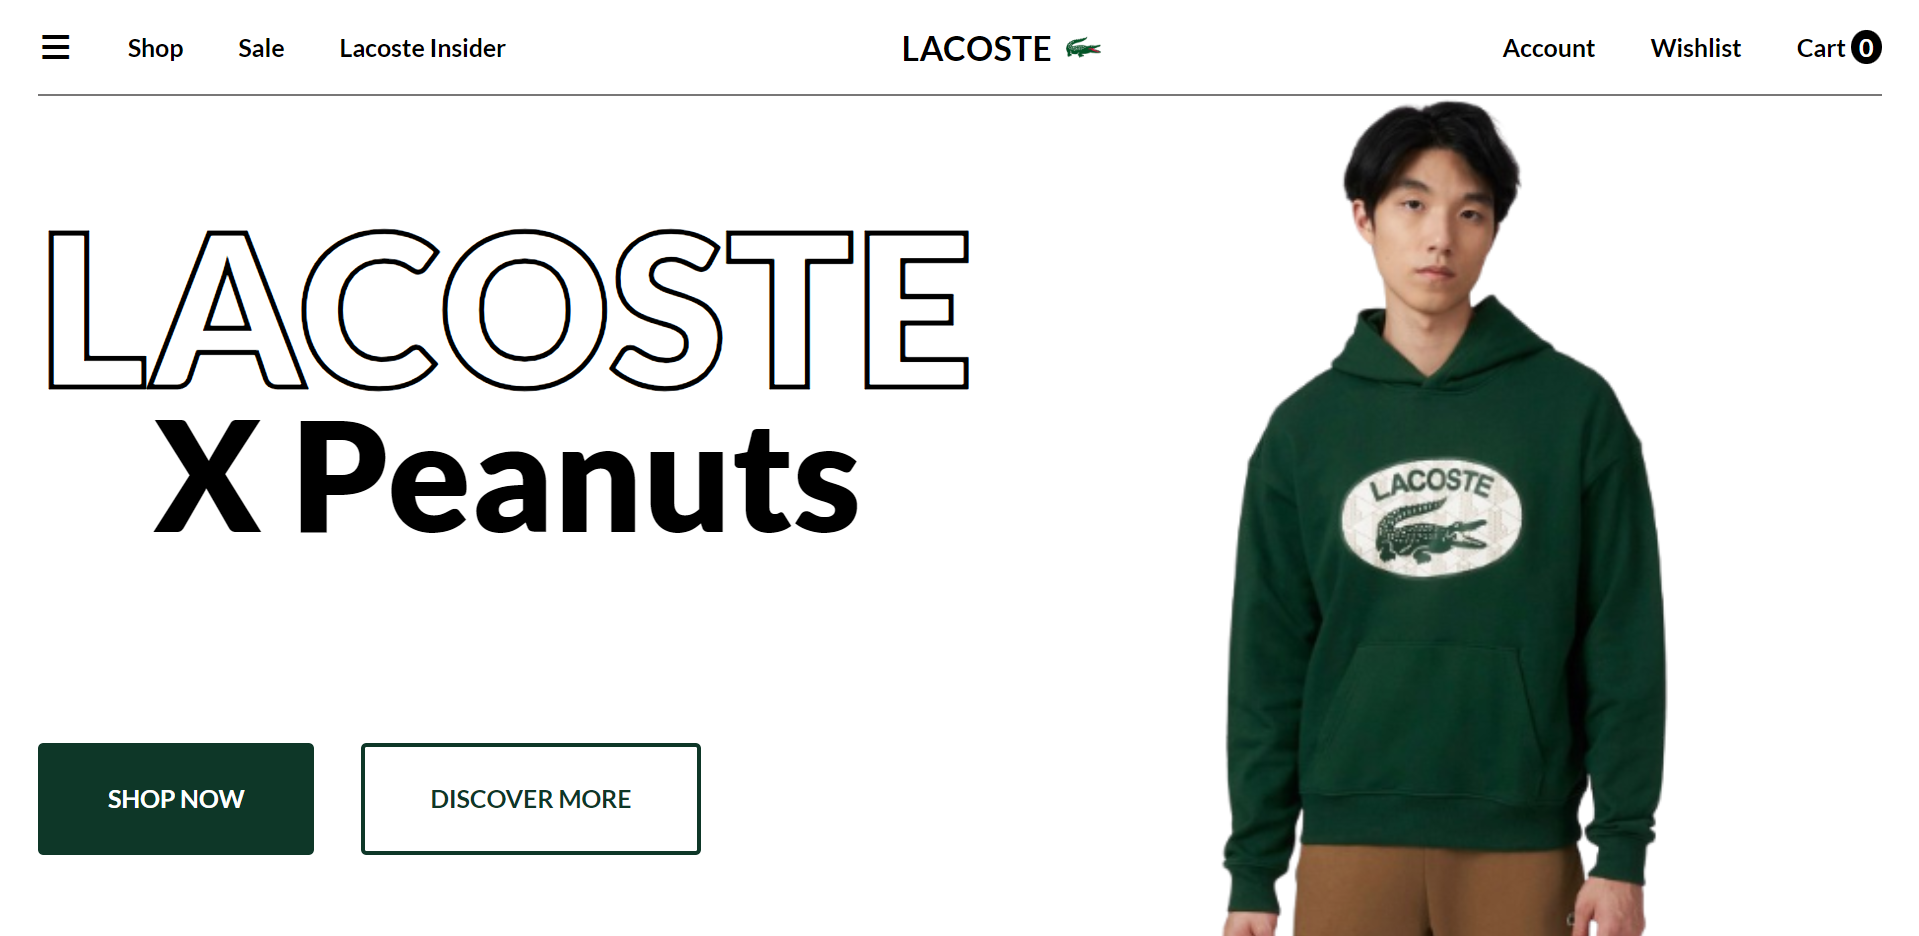 Shop Sale Lacoste Insider LACOSTE Account Wishlist Cart 0
LACOSTE
X Peanuts
LACOSTE
SHOP NOW DISCOVER MORE